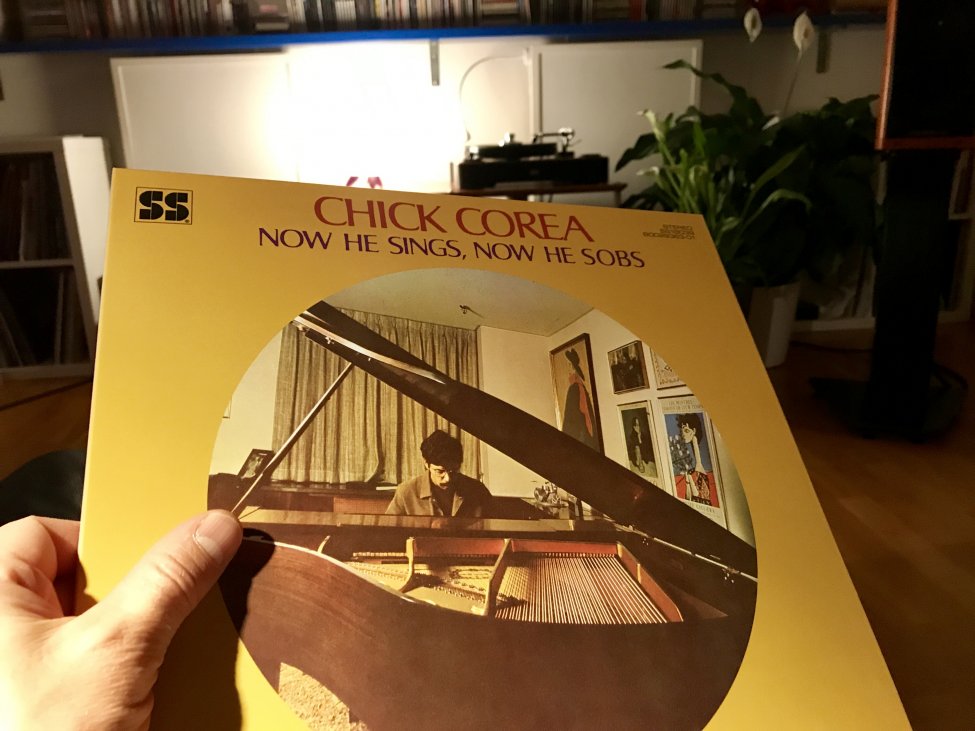 SS
CHICK COREA
NOW HE SINGS, NOW HE SOBS
STEREO